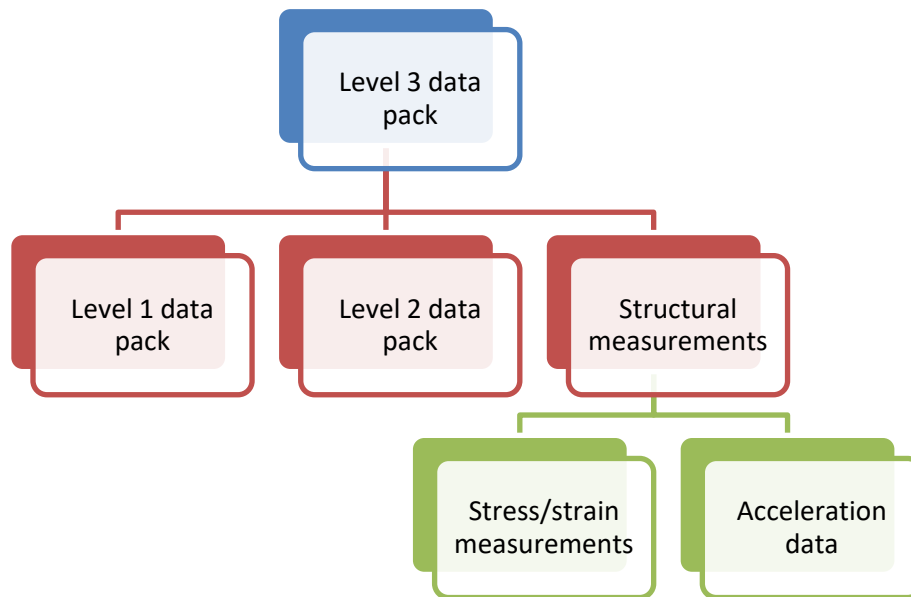 Level 3 data
pack
Level 1 data
pack
Level 2 data
pack
Structural
measurements
Stress/strain
measurements
Acceleration
data